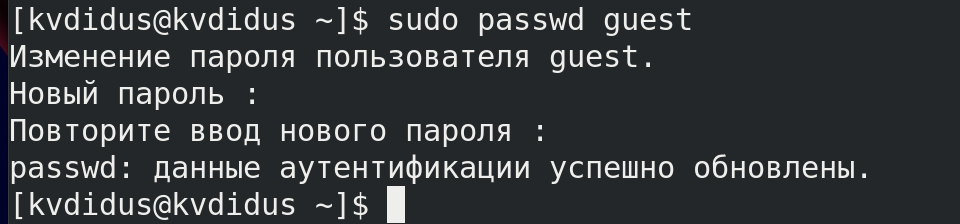 [kvdidus@kvdidus ~]$ sudo passwd guest
Изменение пароля пользователя guest.
Новый пароль :
Повторите ввод нового пароля :
passwd: данные аутентификации успешно обновлены.
[kvdidus@kvdidus ~]$